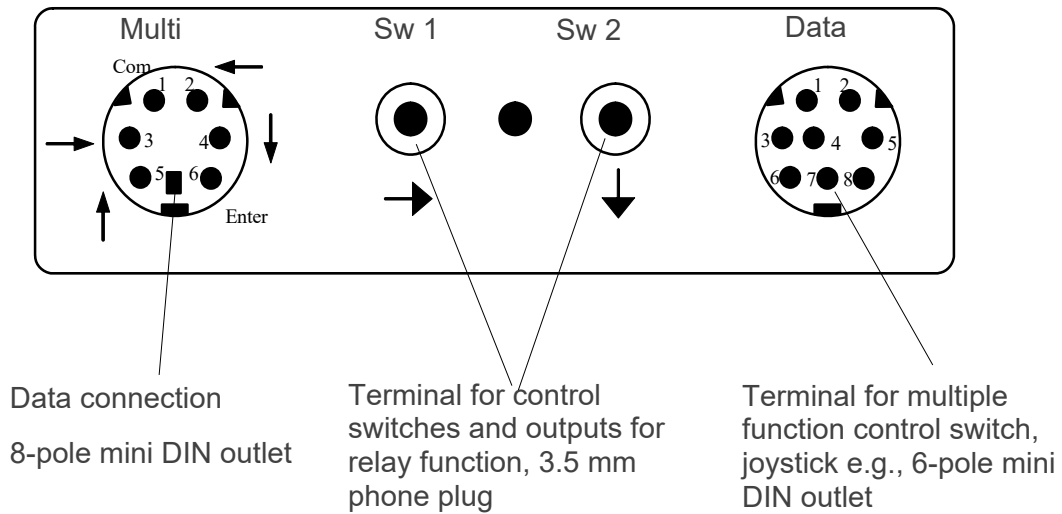 Multi
Sw 1
Sw 2
Data
Com
1
2
3
4
5
6
Enter
1
2
3
4
5
6
7
8
Data connection
8-pole mini DIN outlet
Terminal for control
switches and outputs for
relay function, 3.5 mm
phone plug
Terminal for multiple
function control switch,
joystick e.g., 6-pole mini
DIN outlet